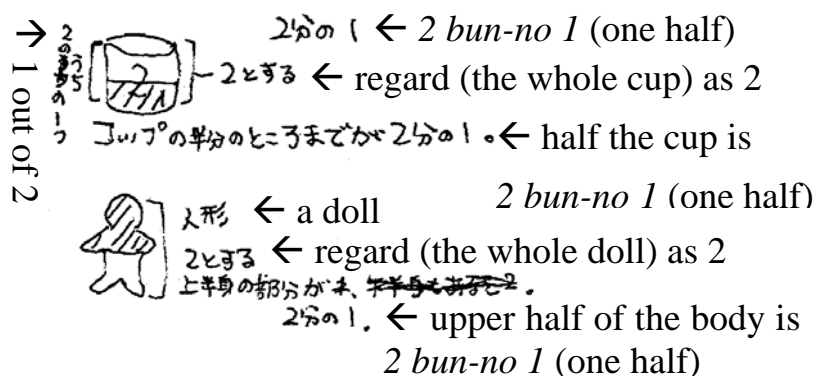 → 1 out of 2
2のうちの1つ
2分の1 ← 2 bun-no 1 (one half)
2
1
2とする ← regard (the whole cup) as 2
コップの半分のところまでが2分の1。← half the cup is
2 bun-no 1 (one half)
人形 ← a doll
2とする ← regard (the whole doll) as 2
上半身の部分が
2分の1. ← upper half of the body is
2 bun-no 1 (one half)